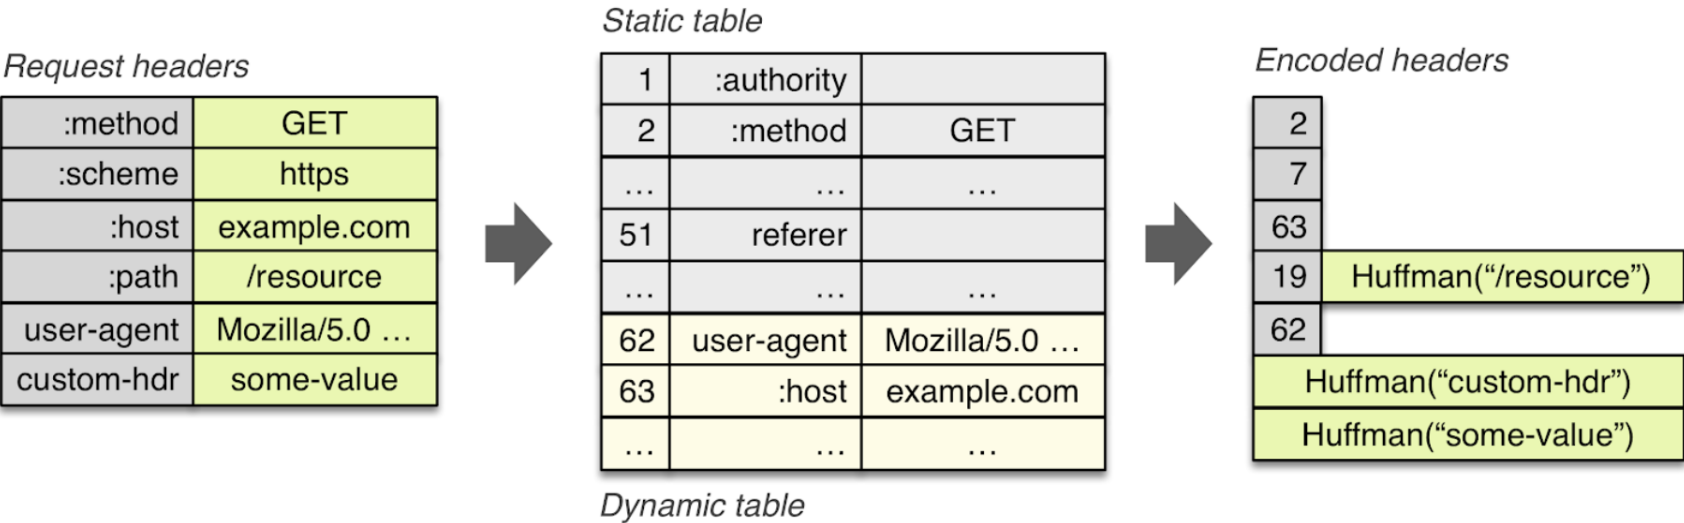 Request headers
:method GET
:scheme https
:host example.com
:path /resource
user-agent Mozilla/5.0 …
custom-hdr some-value
Static table
1 :authority
2 :method GET
… … …
51 referer
… … …
62 user-agent Mozilla/5.0 …
63 :host example.com
… … …
Dynamic table
Encoded headers
2
7
63
19 Huffman(“/resource”)
62
Huffman(“custom-hdr”)
Huffman(“some-value”)